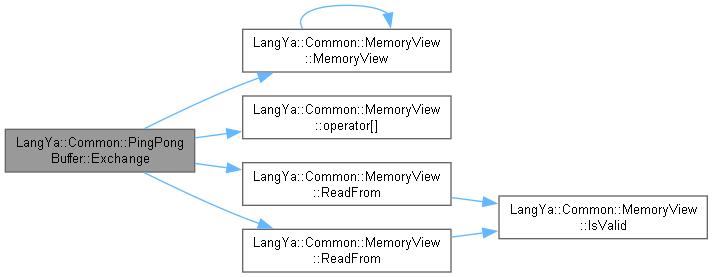 LangYa::Common::PingPong
Buffer::Exchange
LangYa::Common::MemoryView
::MemoryView
LangYa::Common::MemoryView
::operator[]
LangYa::Common::MemoryView
::ReadFrom
LangYa::Common::MemoryView
::ReadFrom
LangYa::Common::MemoryView
::IsValid